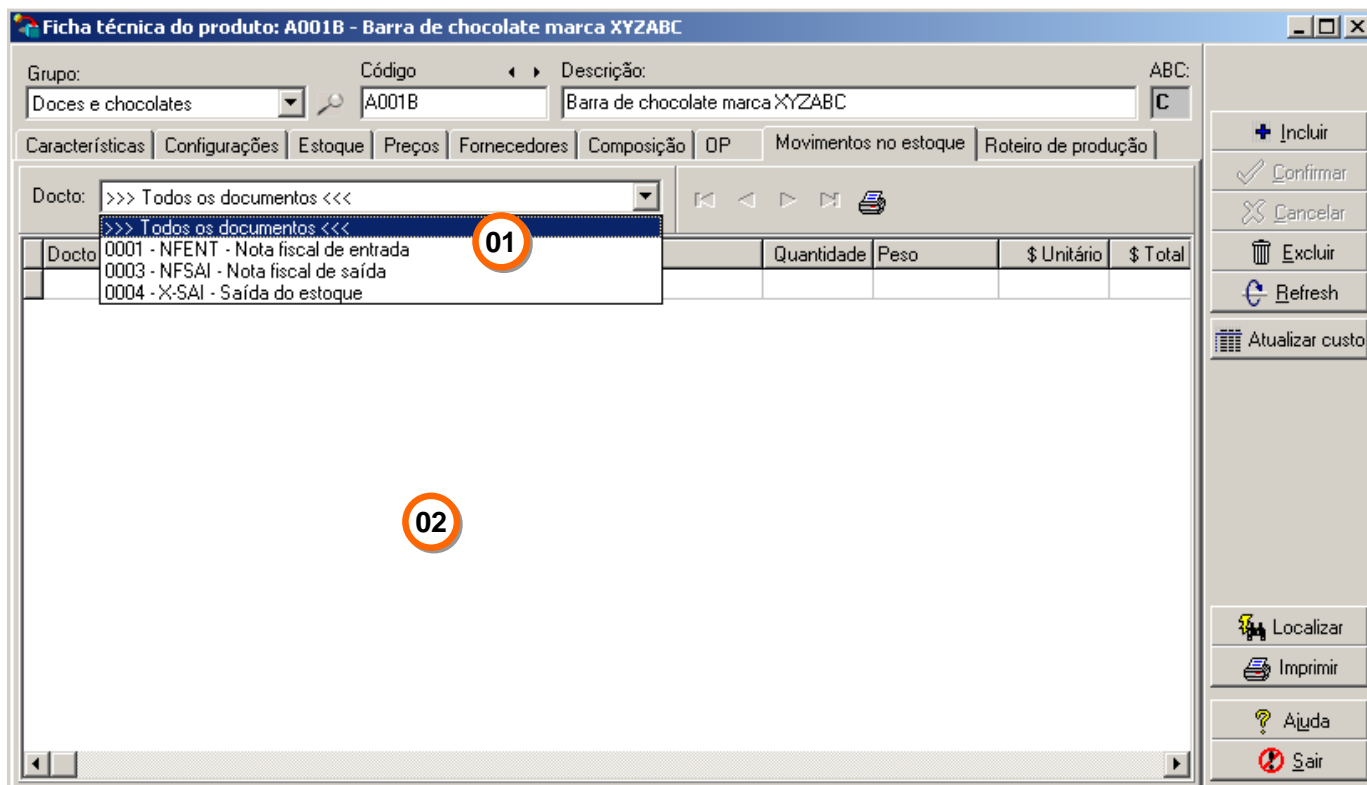 Ficha técnica do produto: A001B - Barra de chocolate marca XYZABC
Grupo: Código Descrição: ABC:
Doces e chocolates A001B Barra de chocolate marca XYZABC C
Características Configurações Estoque Preços Fornecedores Composição OP Movimentos no estoque Roteiro de produção
Docto: >>> Todos os documentos <<<
>>> Todos os documentos <<<
0001 - NFENT - Nota fiscal de entrada
0003 - NFSAI - Nota fiscal de saída
0004 - X-SAI - Saída do estoque
01
Docto Quantidade Peso $ Unitário $ Total
02
Incluir
Confirmar
Cancelar
Excluir
Refresh
Atualizar custo
Localizar
Imprimir
Ajuda
Sair